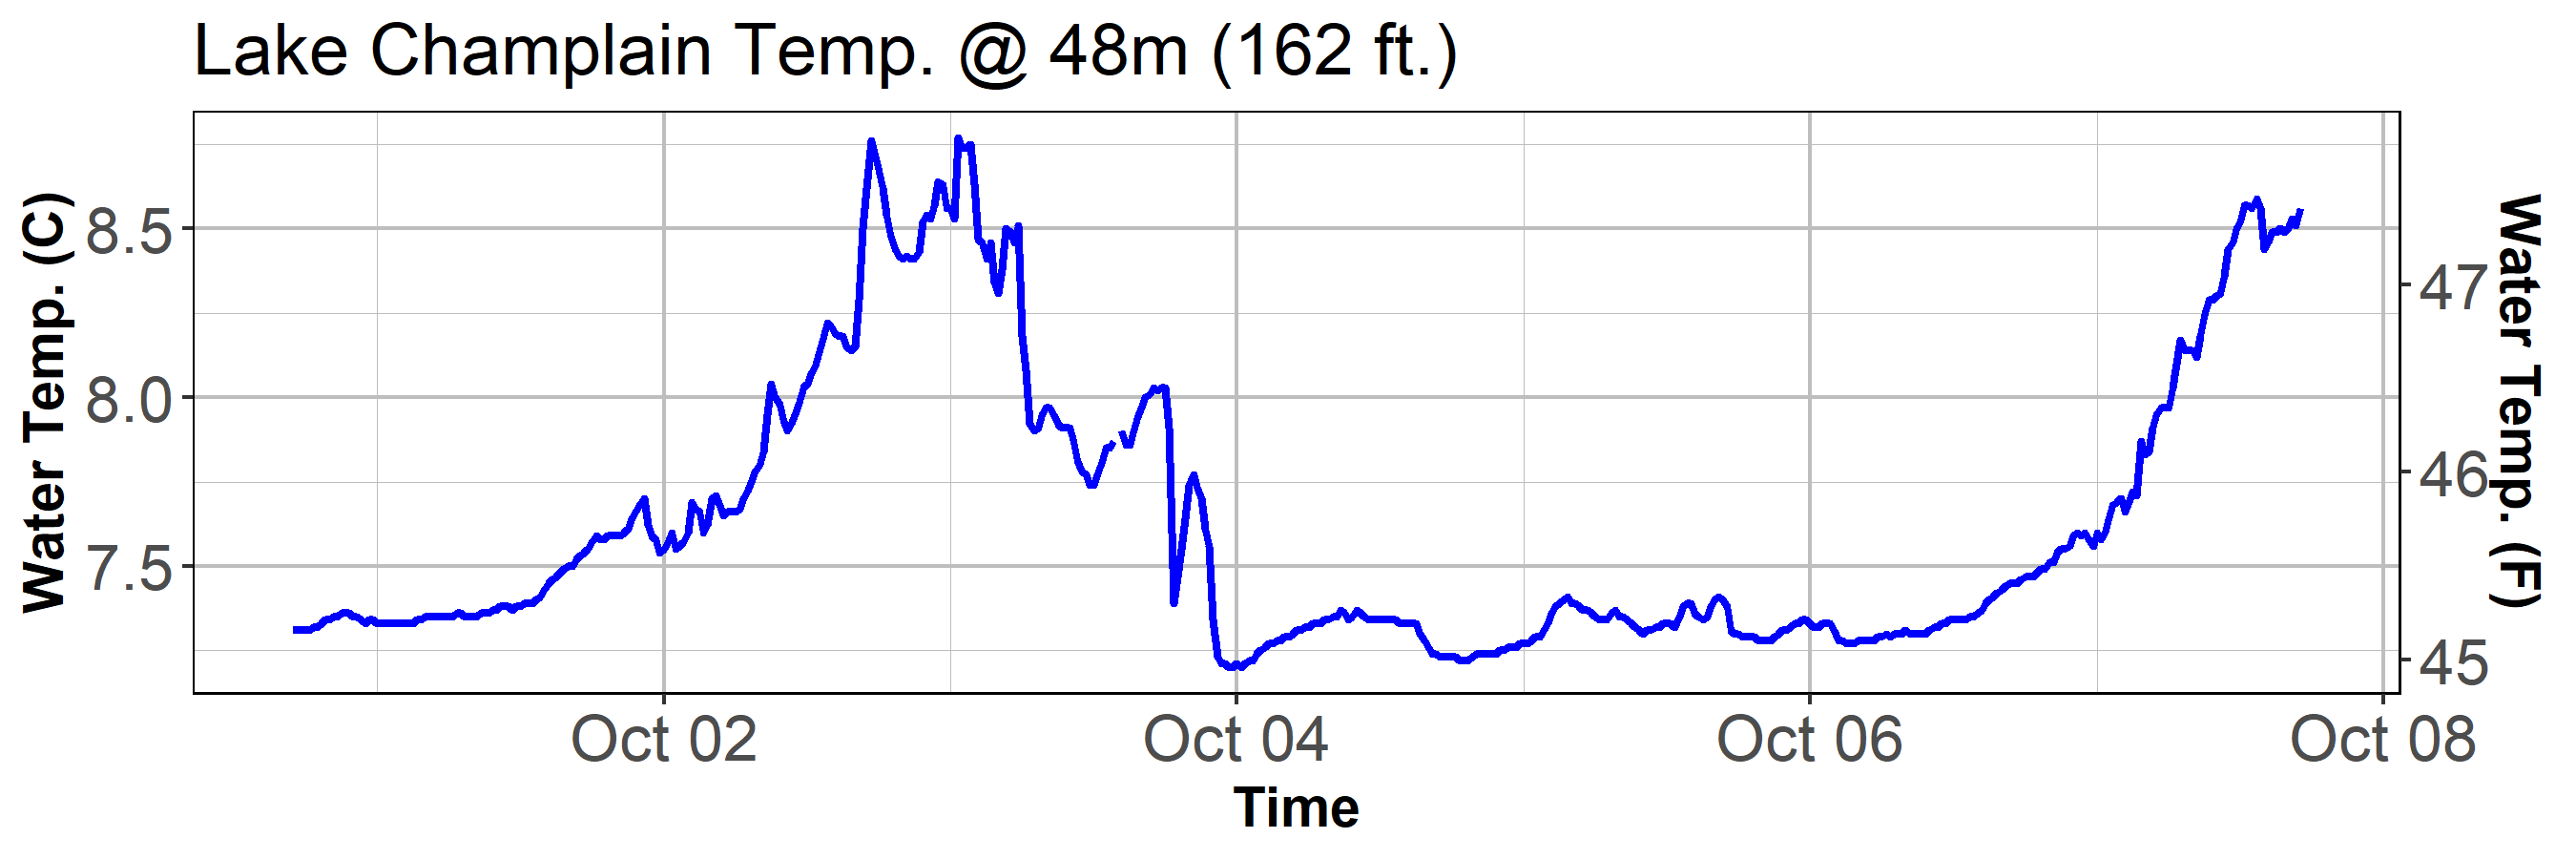 Lake Champlain Temp. @ 48m (162 ft.)
Water Temp. (C)
8.5
8.0
7.5
47
46
45
Water Temp. (F)
Oct 02 Oct 04 Oct 06 Oct 08
Time